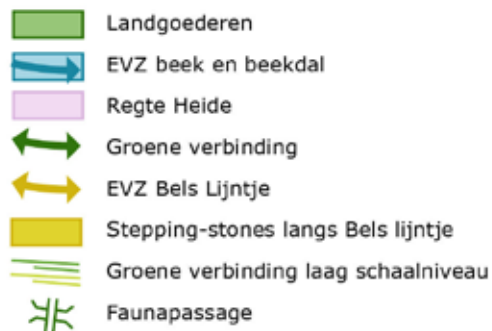 Landgoederen
EVZ beek en beekdal
Regte Heide
Groene verbinding
EVZ Bels Lijntje
Stepping-stones langs Bels lijntje
Groene verbinding laag schaalniveau
Faunapassage